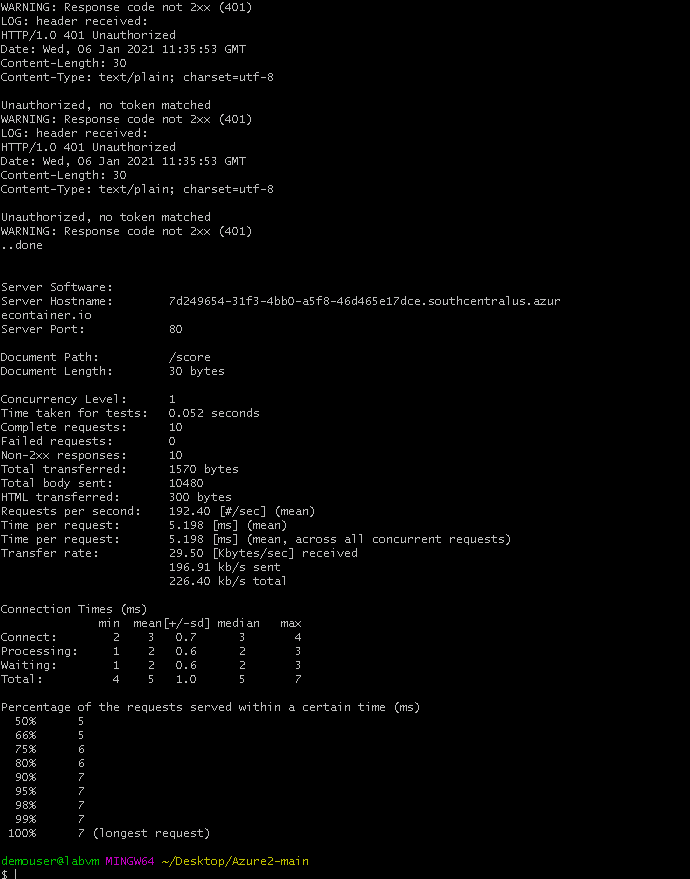 WARNING: Response code not 2xx (401)
LOG: header received:
HTTP/1.0 401 Unauthorized
Date: Wed, 06 Jan 2021 11:35:53 GMT
Content-Length: 30
Content-Type: text/plain; charset=utf-8

Unauthorized, no token matched
WARNING: Response code not 2xx (401)
LOG: header received:
HTTP/1.0 401 Unauthorized
Date: Wed, 06 Jan 2021 11:35:53 GMT
Content-Length: 30
Content-Type: text/plain; charset=utf-8

Unauthorized, no token matched
WARNING: Response code not 2xx (401)
..done


Server Software:
Server Hostname:        7d249654-31f3-4bb0-a5f8-46d465e17dce.southcentralus.azur
econtainer.io
Server Port:            80

Document Path:          /score
Document Length:        30 bytes

Concurrency Level:      1
Time taken for tests:   0.052 seconds
Complete requests:      10
Failed requests:        0
Non-2xx responses:      10
Total transferred:      1570 bytes
Total body sent:        10480
HTML transferred:       300 bytes
Requests per second:    192.40 [#/sec] (mean)
Time per request:       5.198 [ms] (mean)
Time per request:       5.198 [ms] (mean, across all concurrent requests)
Transfer rate:          29.50 [Kbytes/sec] received
                        196.91 kb/s sent
                        226.40 kb/s total

Connection Times (ms)
              min  mean[+/-sd] median   max
Connect:        2    3   0.7      3       4
Processing:     1    2   0.6      2       3
Waiting:        1    2   0.6      2       3
Total:          4    5   1.0      5       7

Percentage of the requests served within a certain time (ms)
  50%      5
  66%      5
  75%      6
  80%      6
  90%      7
  95%      7
  98%      7
  99%      7
 100%      7 (longest request)

demouser@labvm MINGW64 ~/Desktop/Azure2-main
$